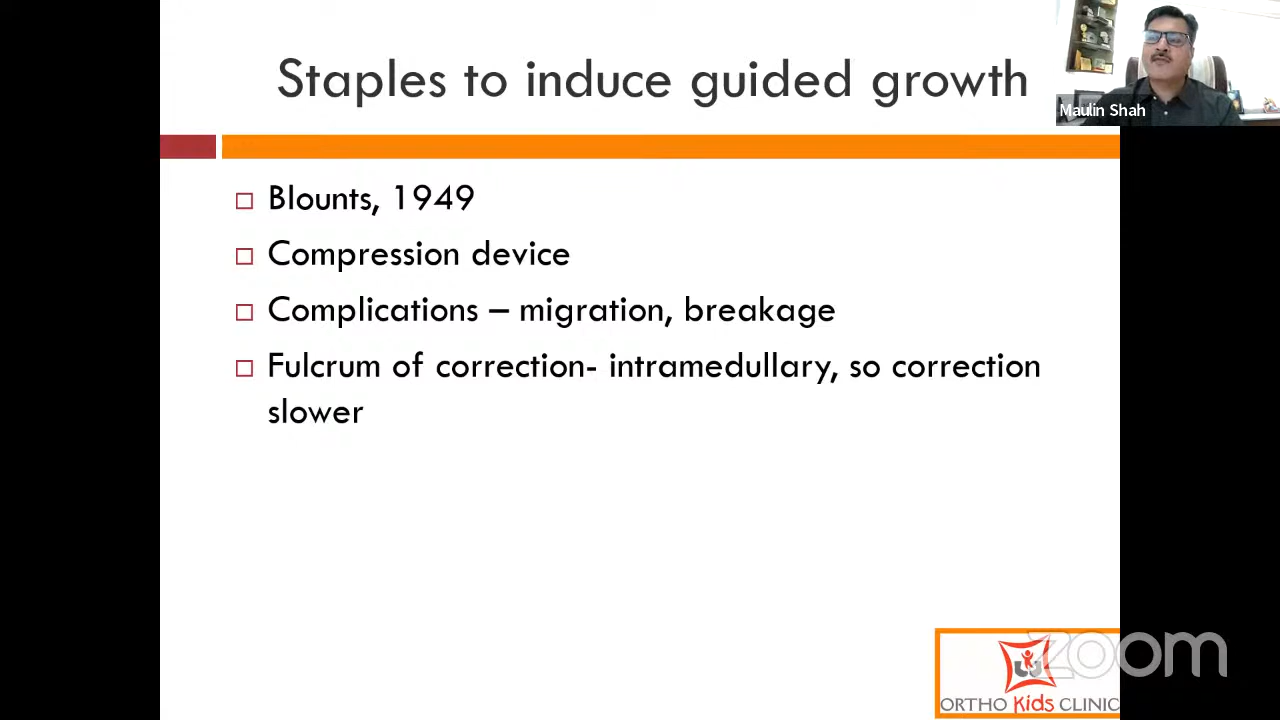 Staples to induce guided growth
Maulin Shah
Blounts, 1949
Compression device
Complications – migration, breakage
Fulcrum of correction- intramedullary, so correction
slower
zoom
ORTHO Kids CLINIC